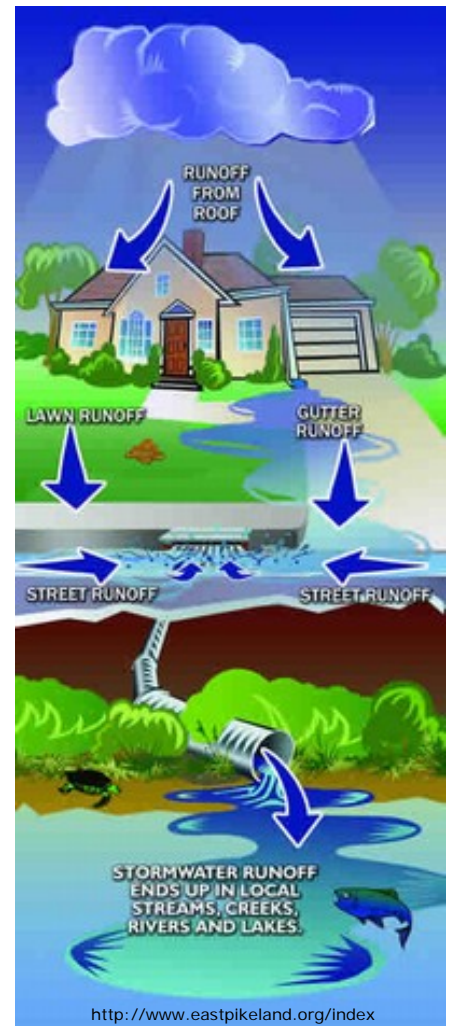 RUNOFF
FROM
ROOF
LAWN RUNOFF
GUTTER
RUNOFF
STREET RUNOFF
STREET RUNOFF
STORMWATER RUNOFF
ENDS UP IN LOCAL
STREAMS, CREEKS,
RIVERS AND LAKES.
http://www.eastpikeland.org/index